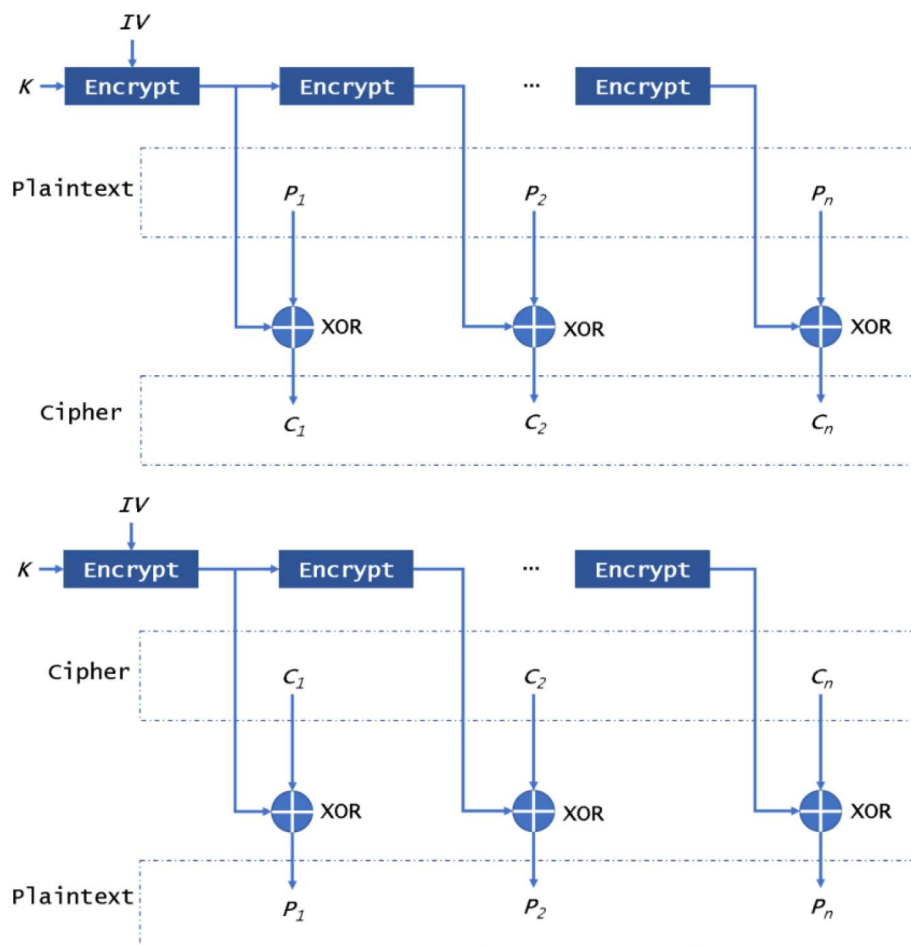 IV
K Encrypt Encrypt ... Encrypt
Plaintext P1 P2 Pn
XOR XOR XOR
Cipher C1 C2 Cn
IV
K Encrypt Encrypt ... Encrypt
Cipher C1 C2 Cn
XOR XOR XOR
Plaintext P1 P2 Pn